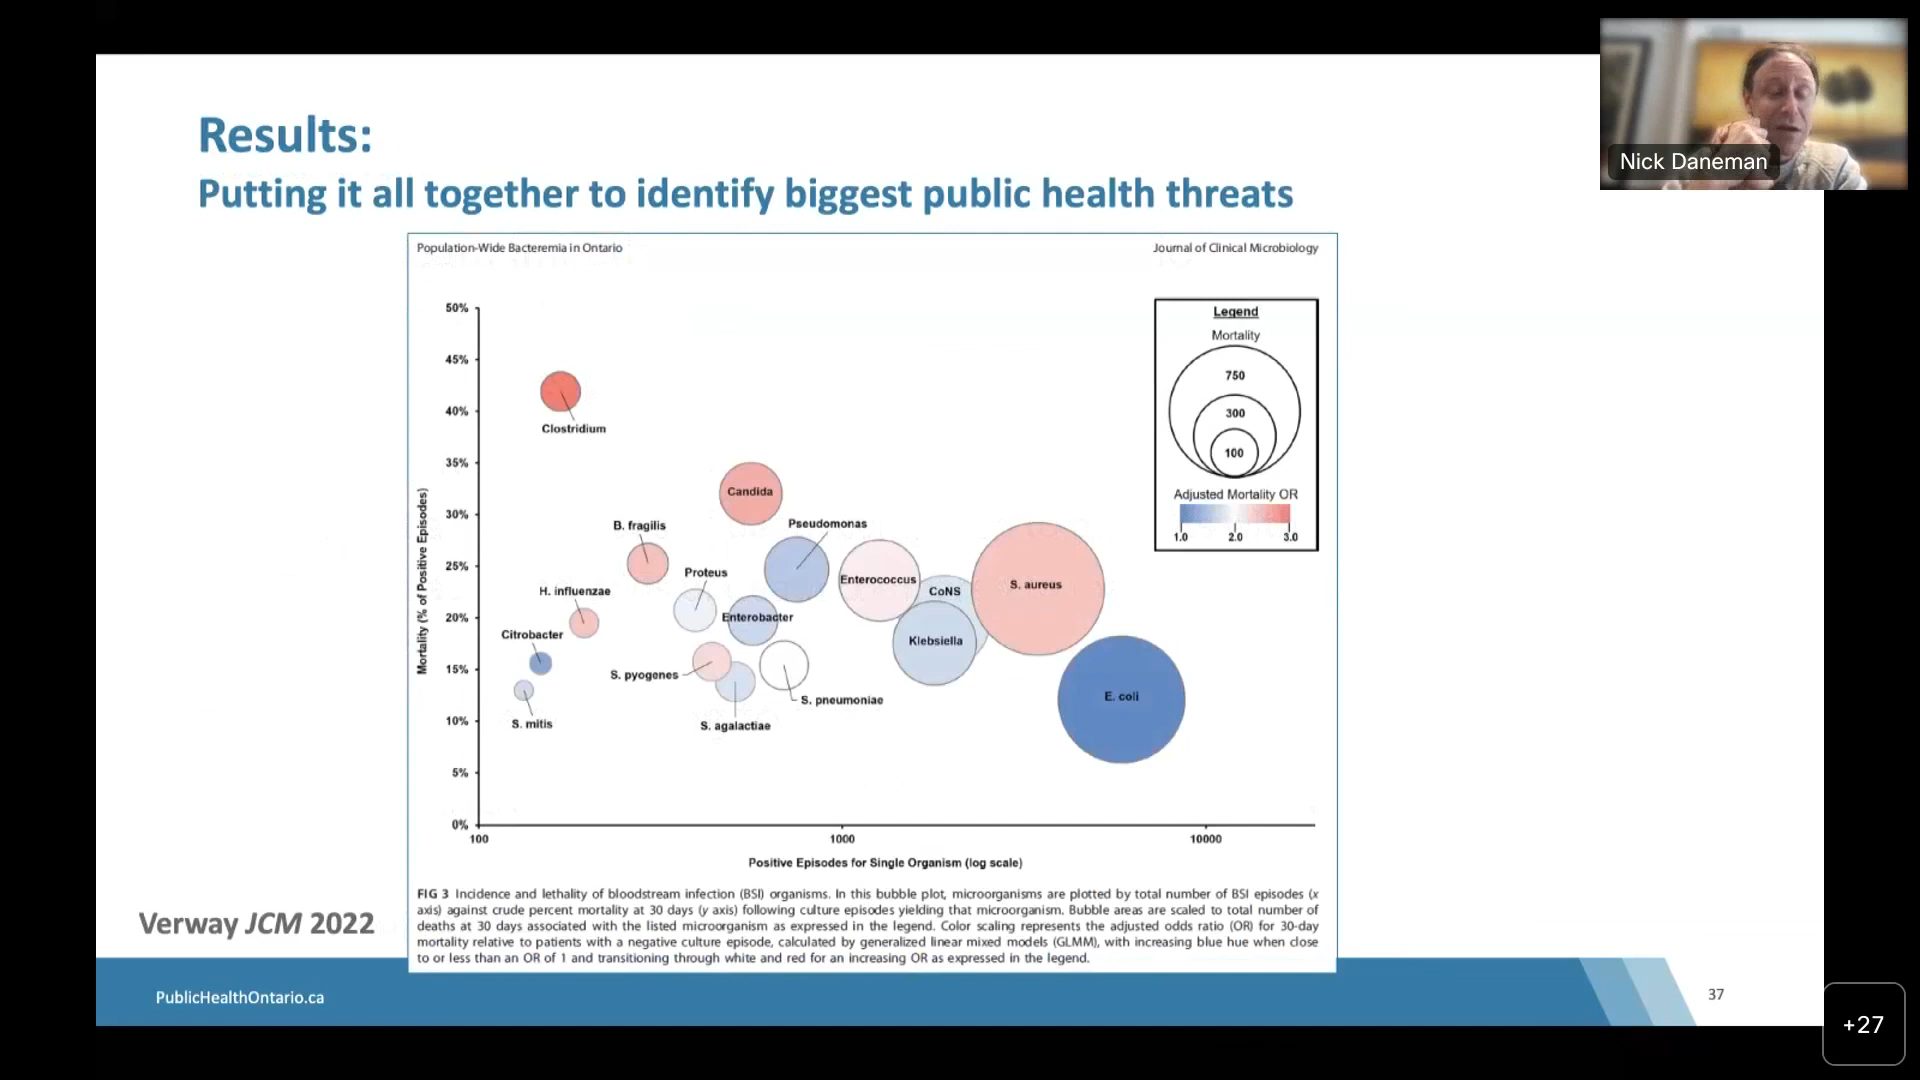 Nick Daneman
Results:
Putting it all together to identify biggest public health threats
Population-Wide Bacteremia in Ontario
Journal of Clinical Microbiology
50%
45%
40%
35%
30%
25%
20%
15%
10%
5%
0%
Mortality (% of Positive Episodes)
Clostridium
Candida
B. fragilis
Pseudomonas
Proteus
Enterococcus
S. aureus
H. influenzae
CoNS
Enterobacter
Citrobacter
Klebsiella
S. pyogenes
S. pneumoniae
E. coli
S. mitis
S. agalactiae
Legend
Mortality
750
300
100
Adjusted Mortality OR
1.0 2.0 3.0
100 1000 10000
Positive Episodes for Single Organism (log scale)
FIG 3 Incidence and lethality of bloodstream infection (BSI) organisms. In this bubble plot, microorganisms are plotted by total number of BSI episodes (x
axis) against crude percent mortality at 30 days (y axis) following culture episodes yielding that microorganism. Bubble areas are scaled to total number of
deaths at 30 days associated with the listed microorganism as expressed in the legend. Color scaling represents the adjusted odds ratio (OR) for 30-day
mortality relative to patients with a negative culture episode, calculated by generalized linear mixed models (GLMM), with increasing blue hue when close
to or less than an OR of 1 and transitioning through white and red for an increasing OR as expressed in the legend.
Verway JCM 2022
PublicHealthOntario.ca
37
+27